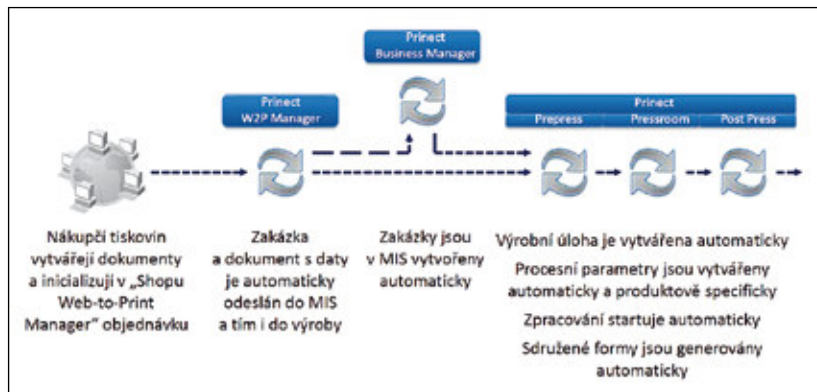 Prinect
Business Manager
Prinect
W2P Manager
Prinect
Prepress
Pressroom
Post Press
Nákupčí tiskovin
vytvářejí dokumenty
a inicializují v „Shopu
Web-to-Print
Manager“ objednávku
Zakázka
a dokument s daty
je automaticky
odeslán do MIS
a tím i do výroby
Zakázky jsou
v MIS vytvořeny
automaticky
Výrobní úloha je vytvářena automaticky
Procesní parametry jsou vytvářeny
automaticky a produktově specificky
Zpracování startuje automaticky
Sdružené formy jsou generovány
automaticky